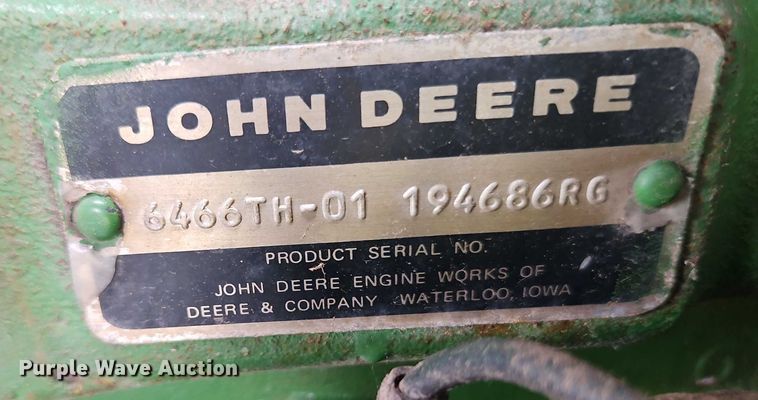 JOHN DEERE
6466TH-01 194686RG
PRODUCT SERIAL NO.
JOHN DEERE ENGINE WORKS OF
DEERE & COMPANY WATERLOO, IOWA
Purple Wave Auction